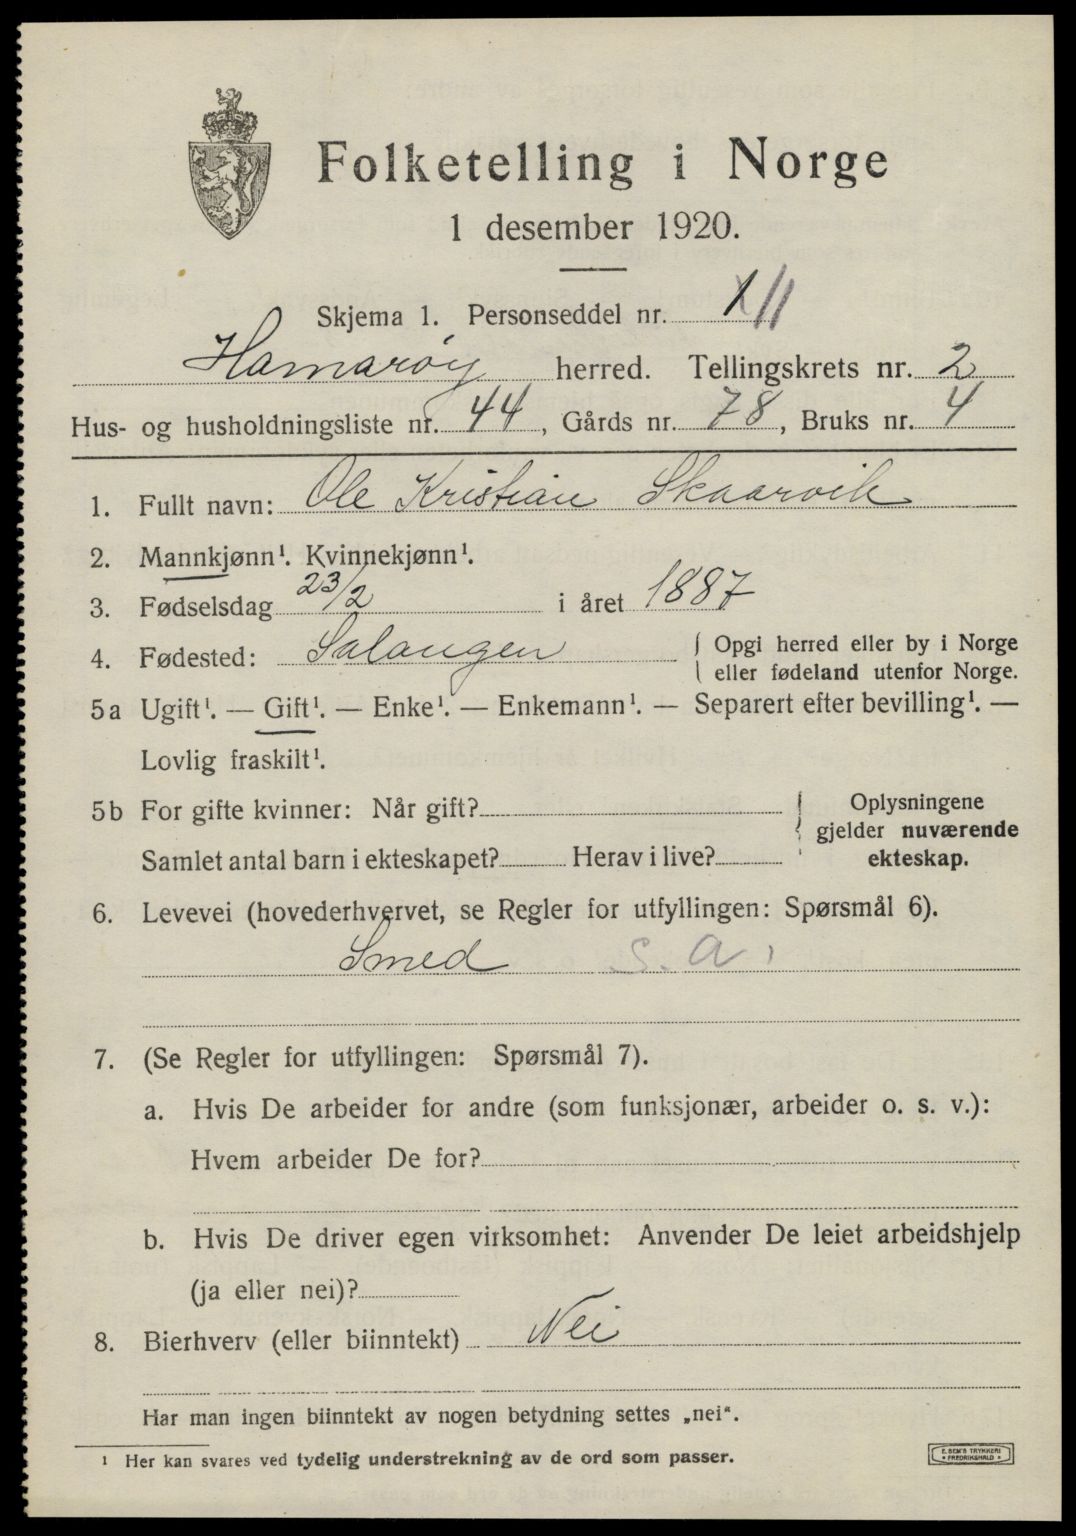 Folketelling i Norge
1 desember 1920.
Skjema 1. Personseddel nr. 1 11
Hamarøy herred. Tellingskrets nr. 2
Hus- og husholdningsliste nr. 44, Gårds nr. 78, Bruks nr. 4
1. Fullt navn: Ole Kristian Skaarvik
2. Mannkjønn¹. Kvinnekjønn¹.
3. Fødselsdag 23/2 i året 1887
4. Fødested: Salangen { Opgi herred eller by i Norge
eller fødeland utenfor Norge.
5a Ugift¹. — Gift¹. — Enke¹. — Enkemann¹. — Separert efter bevilling¹. —
Lovlig fraskilt¹.
5b For gifte kvinner: Når gift? { Oplysningene
gjelder nuværende
Samlet antal barn i ekteskapet? Herav i live? ekteskap.
6. Levevei (hovederhvervet, se Regler for utfyllingen: Spørsmål 6).
Smed s. a.
7. (Se Regler for utfyllingen: Spørsmål 7).
a. Hvis De arbeider for andre (som funksjonær, arbeider o. s. v.):
Hvem arbeider De for?
b. Hvis De driver egen virksomhet: Anvender De leiet arbeidshjelp
(ja eller nei)?
8. Bierhverv (eller biinntekt) Nei
Har man ingen biinntekt av nogen betydning settes „nei“.
¹ Her kan svares ved tydelig understrekning av de ord som passer.
E. SEM'S TRYKKERI
• FREDRIKSHALD •